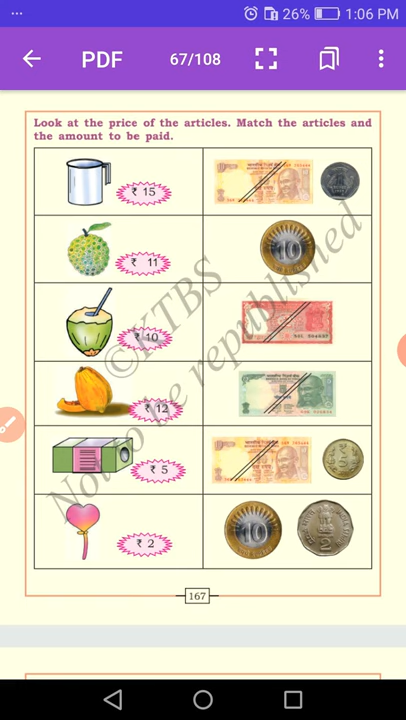 ... 26% 1:06 PM
PDF 67/108
Look at the price of the articles. Match the articles and
the amount to be paid.
₹ 15
₹ 11
10
₹ 10
₹ 12
₹ 5
₹ 2
10
2
©KTBS
Not to be republished
167